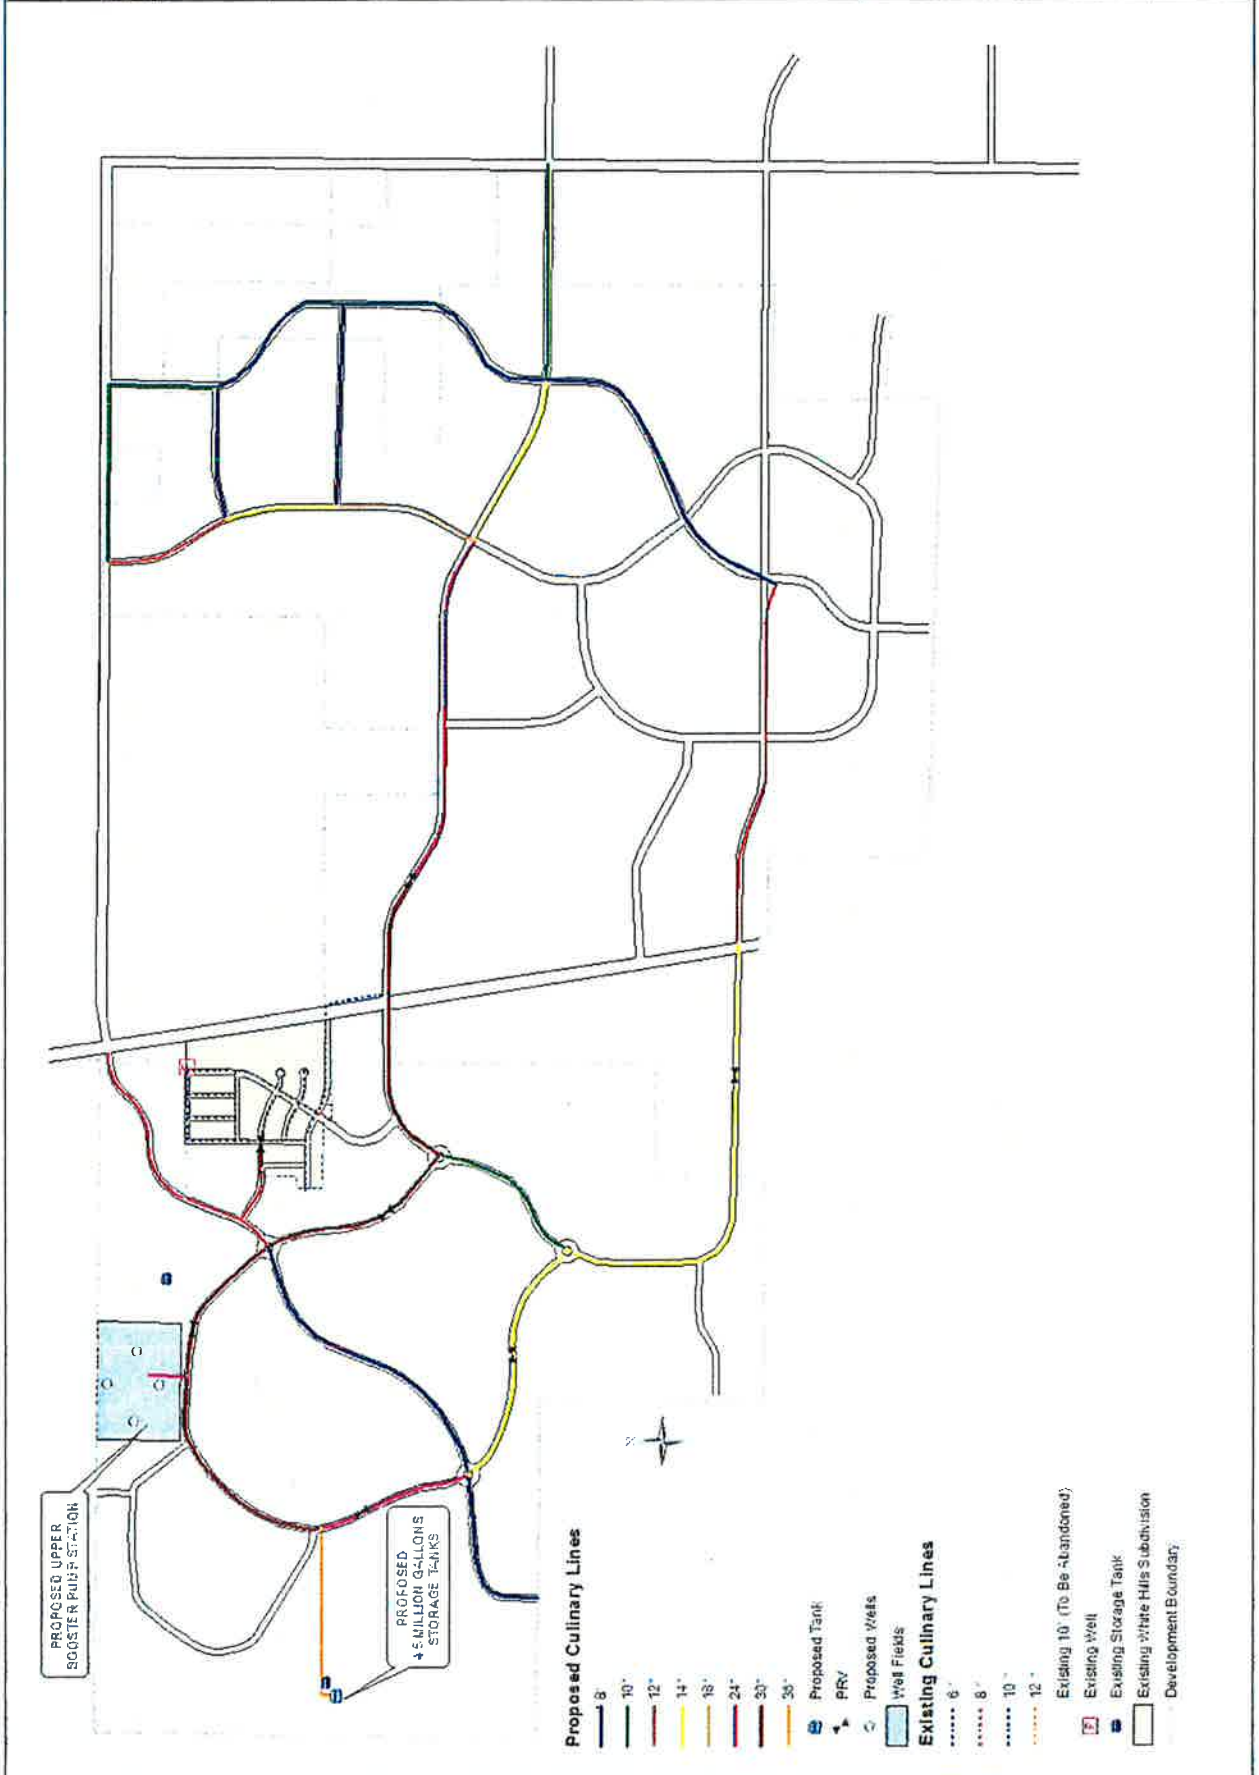 PROPOSED UPPER
BOOSTER PUMP STATION
PROPOSED
4.5 MILLION GALLONS
STORAGE TANKS
Proposed Culinary Lines
8"
10"
12"
14"
18"
24"
30"
36"
Proposed Tank
PRV
Proposed Wells
Well Fields
Existing Culinary Lines
6"
8"
10"
12"
Existing 10" (To Be Abandoned)
Existing Well
Existing Storage Tank
Existing White Hills Subdivision
Development Boundary